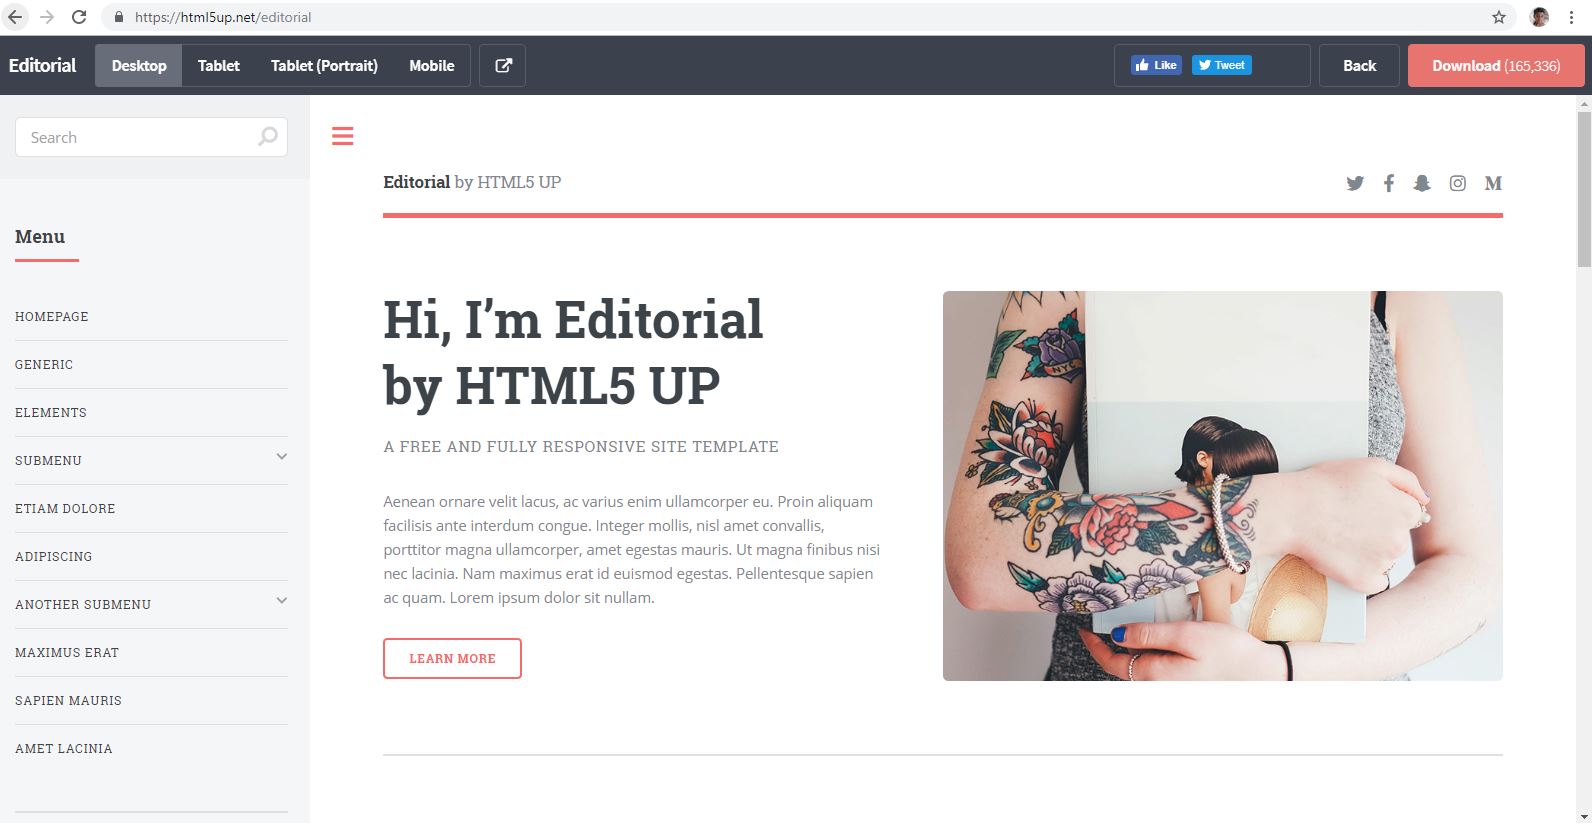 https://html5up.net/editorial
Editorial
Desktop
Tablet
Tablet (Portrait)
Mobile
Like
Tweet
Back
Download (165,336)
Search
Menu
HOMEPAGE
GENERIC
ELEMENTS
SUBMENU
ETIAM DOLORE
ADIPISCING
ANOTHER SUBMENU
MAXIMUS ERAT
SAPIEN MAURIS
AMET LACINIA
Editorial by HTML5 UP
Hi, I’m Editorial
by HTML5 UP
A FREE AND FULLY RESPONSIVE SITE TEMPLATE
Aenean ornare velit lacus, ac varius enim ullamcorper eu. Proin aliquam
facilisis ante interdum congue. Integer mollis, nisl amet convallis,
porttitor magna ullamcorper, amet egestas mauris. Ut magna finibus nisi
nec lacinia. Nam maximus erat id euismod egestas. Pellentesque sapien
ac quam. Lorem ipsum dolor sit nullam.
LEARN MORE
NYC